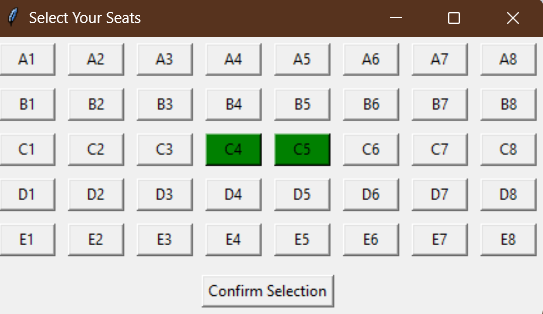 Select Your Seats
A1 A2 A3 A4 A5 A6 A7 A8
B1 B2 B3 B4 B5 B6 B7 B8
C1 C2 C3 C4 C5 C6 C7 C8
D1 D2 D3 D4 D5 D6 D7 D8
E1 E2 E3 E4 E5 E6 E7 E8
Confirm Selection